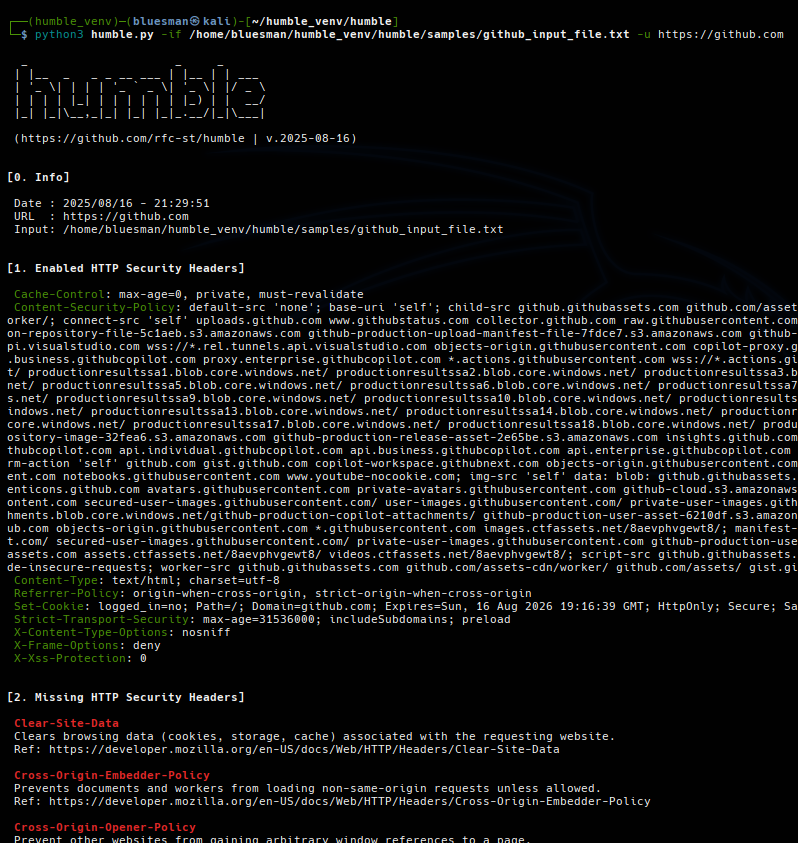 ┌──(humble_venv)─(bluesman㉿kali)-[~/humble_venv/humble]
└─$ python3 humble.py -if /home/bluesman/humble_venv/humble/samples/github_input_file.txt -u https://github.com
humble
(https://github.com/rfc-st/humble | v.2025-08-16)
[0. Info]
Date : 2025/08/16 - 21:29:51
URL  : https://github.com
Input: /home/bluesman/humble_venv/humble/samples/github_input_file.txt
[1. Enabled HTTP Security Headers]
Cache-Control: max-age=0, private, must-revalidate
Content-Security-Policy: default-src 'none'; base-uri 'self'; child-src github.githubassets.com github.com/asset
orker/; connect-src 'self' uploads.github.com www.githubstatus.com collector.github.com raw.githubusercontent.com
on-repository-file-5c1aeb.s3.amazonaws.com github-production-upload-manifest-file-7fdce7.s3.amazonaws.com github-
pi.visualstudio.com wss://*.rel.tunnels.api.visualstudio.com objects-origin.githubusercontent.com copilot-proxy.g
.business.githubcopilot.com proxy.enterprise.githubcopilot.com *.actions.githubusercontent.com wss://*.actions.gi
t/ productionresultssa1.blob.core.windows.net/ productionresultssa2.blob.core.windows.net/ productionresultssa3.b
net/ productionresultssa5.blob.core.windows.net/ productionresultssa6.blob.core.windows.net/ productionresultssa7
s.net/ productionresultssa9.blob.core.windows.net/ productionresultssa10.blob.core.windows.net/ productionresults
indows.net/ productionresultssa13.blob.core.windows.net/ productionresultssa14.blob.core.windows.net/ productionr
core.windows.net/ productionresultssa17.blob.core.windows.net/ productionresultssa18.blob.core.windows.net/ produ
ository-image-32fea6.s3.amazonaws.com github-production-release-asset-2e65be.s3.amazonaws.com insights.github.com
thubcopilot.com api.individual.githubcopilot.com api.business.githubcopilot.com api.enterprise.githubcopilot.com
rm-action 'self' github.com gist.github.com copilot-workspace.githubnext.com objects-origin.githubusercontent.com
ent.com notebooks.githubusercontent.com www.youtube-nocookie.com; img-src 'self' data: blob: github.githubassets.
enticons.github.com avatars.githubusercontent.com private-avatars.githubusercontent.com github-cloud.s3.amazonaws
ontent.com secured-user-images.githubusercontent.com/ user-images.githubusercontent.com/ private-user-images.gith
hments.blob.core.windows.net/github-production-copilot-attachments/ github-production-user-asset-6210df.s3.amazon
ub.com objects-origin.githubusercontent.com *.githubusercontent.com images.ctfassets.net/8aevphvgewt8/; manifest-
t.com/ secured-user-images.githubusercontent.com/ private-user-images.githubusercontent.com github-production-use
assets.com assets.ctfassets.net/8aevphvgewt8/ videos.ctfassets.net/8aevphvgewt8/; script-src github.githubassets.
de-insecure-requests; worker-src github.githubassets.com github.com/assets-cdn/worker/ github.com/assets/ gist.gi
Content-Type: text/html; charset=utf-8
Referrer-Policy: origin-when-cross-origin, strict-origin-when-cross-origin
Set-Cookie: logged_in=no; Path=/; Domain=github.com; Expires=Sun, 16 Aug 2026 19:16:39 GMT; HttpOnly; Secure; Sa
Strict-Transport-Security: max-age=31536000; includeSubdomains; preload
X-Content-Type-Options: nosniff
X-Frame-Options: deny
X-Xss-Protection: 0
[2. Missing HTTP Security Headers]
Clear-Site-Data
Clears browsing data (cookies, storage, cache) associated with the requesting website.
Ref: https://developer.mozilla.org/en-US/docs/Web/HTTP/Headers/Clear-Site-Data
Cross-Origin-Embedder-Policy
Prevents documents and workers from loading non-same-origin requests unless allowed.
Ref: https://developer.mozilla.org/en-US/docs/Web/HTTP/Headers/Cross-Origin-Embedder-Policy
Cross-Origin-Opener-Policy
Prevent other websites from gaining arbitrary window references to a page.